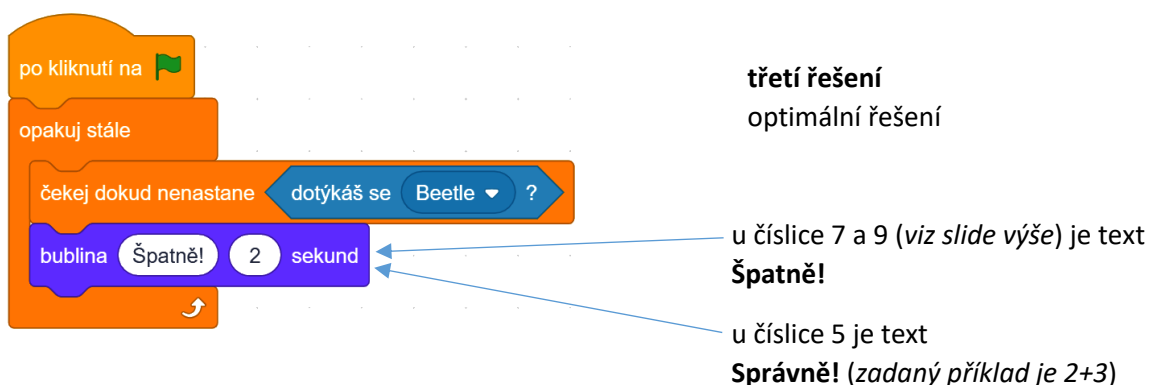 po kliknutí na
opakuj stále
čekej dokud nenastane dotýkáš se Beetle ?
bublina Špatně! 2 sekund
třetí řešení
optimální řešení
u číslice 7 a 9 (viz slide výše) je text
Špatně!
u číslice 5 je text
Správně! (zadaný příklad je 2+3)